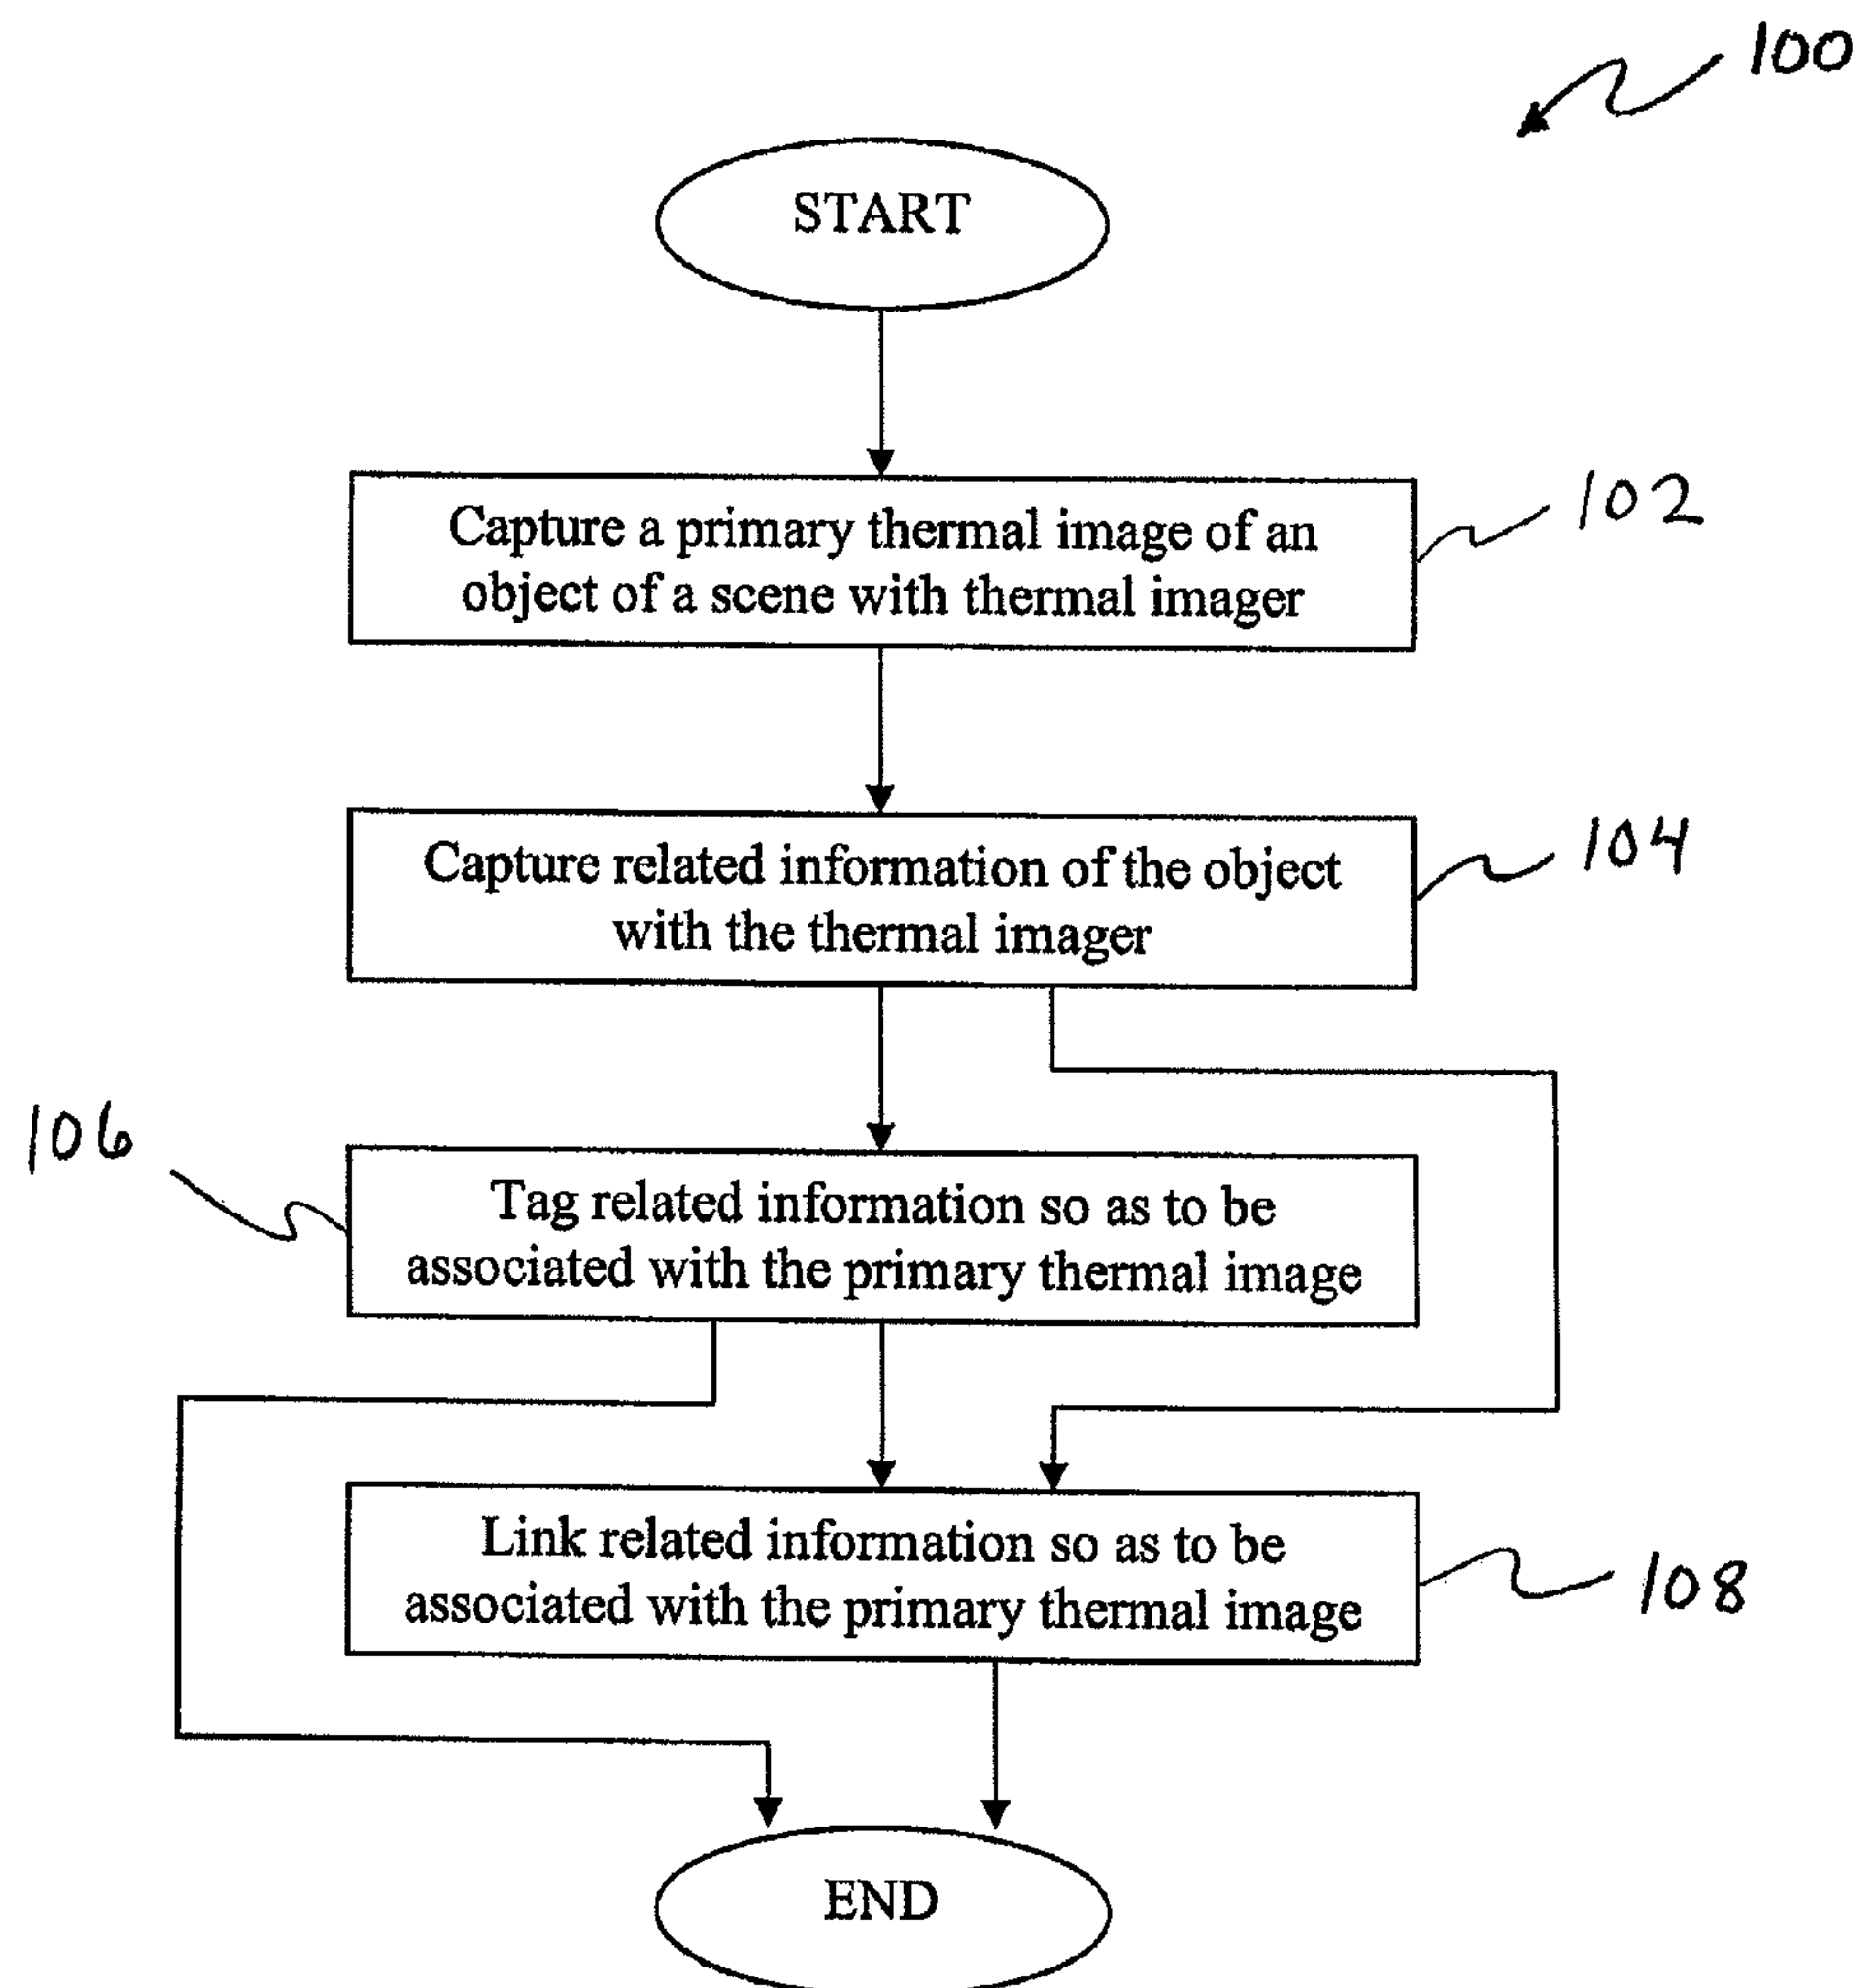 100
START
Capture a primary thermal image of an
object of a scene with thermal imager
102
Capture related information of the object
with the thermal imager
104
106
Tag related information so as to be
associated with the primary thermal image
Link related information so as to be
associated with the primary thermal image
108
END